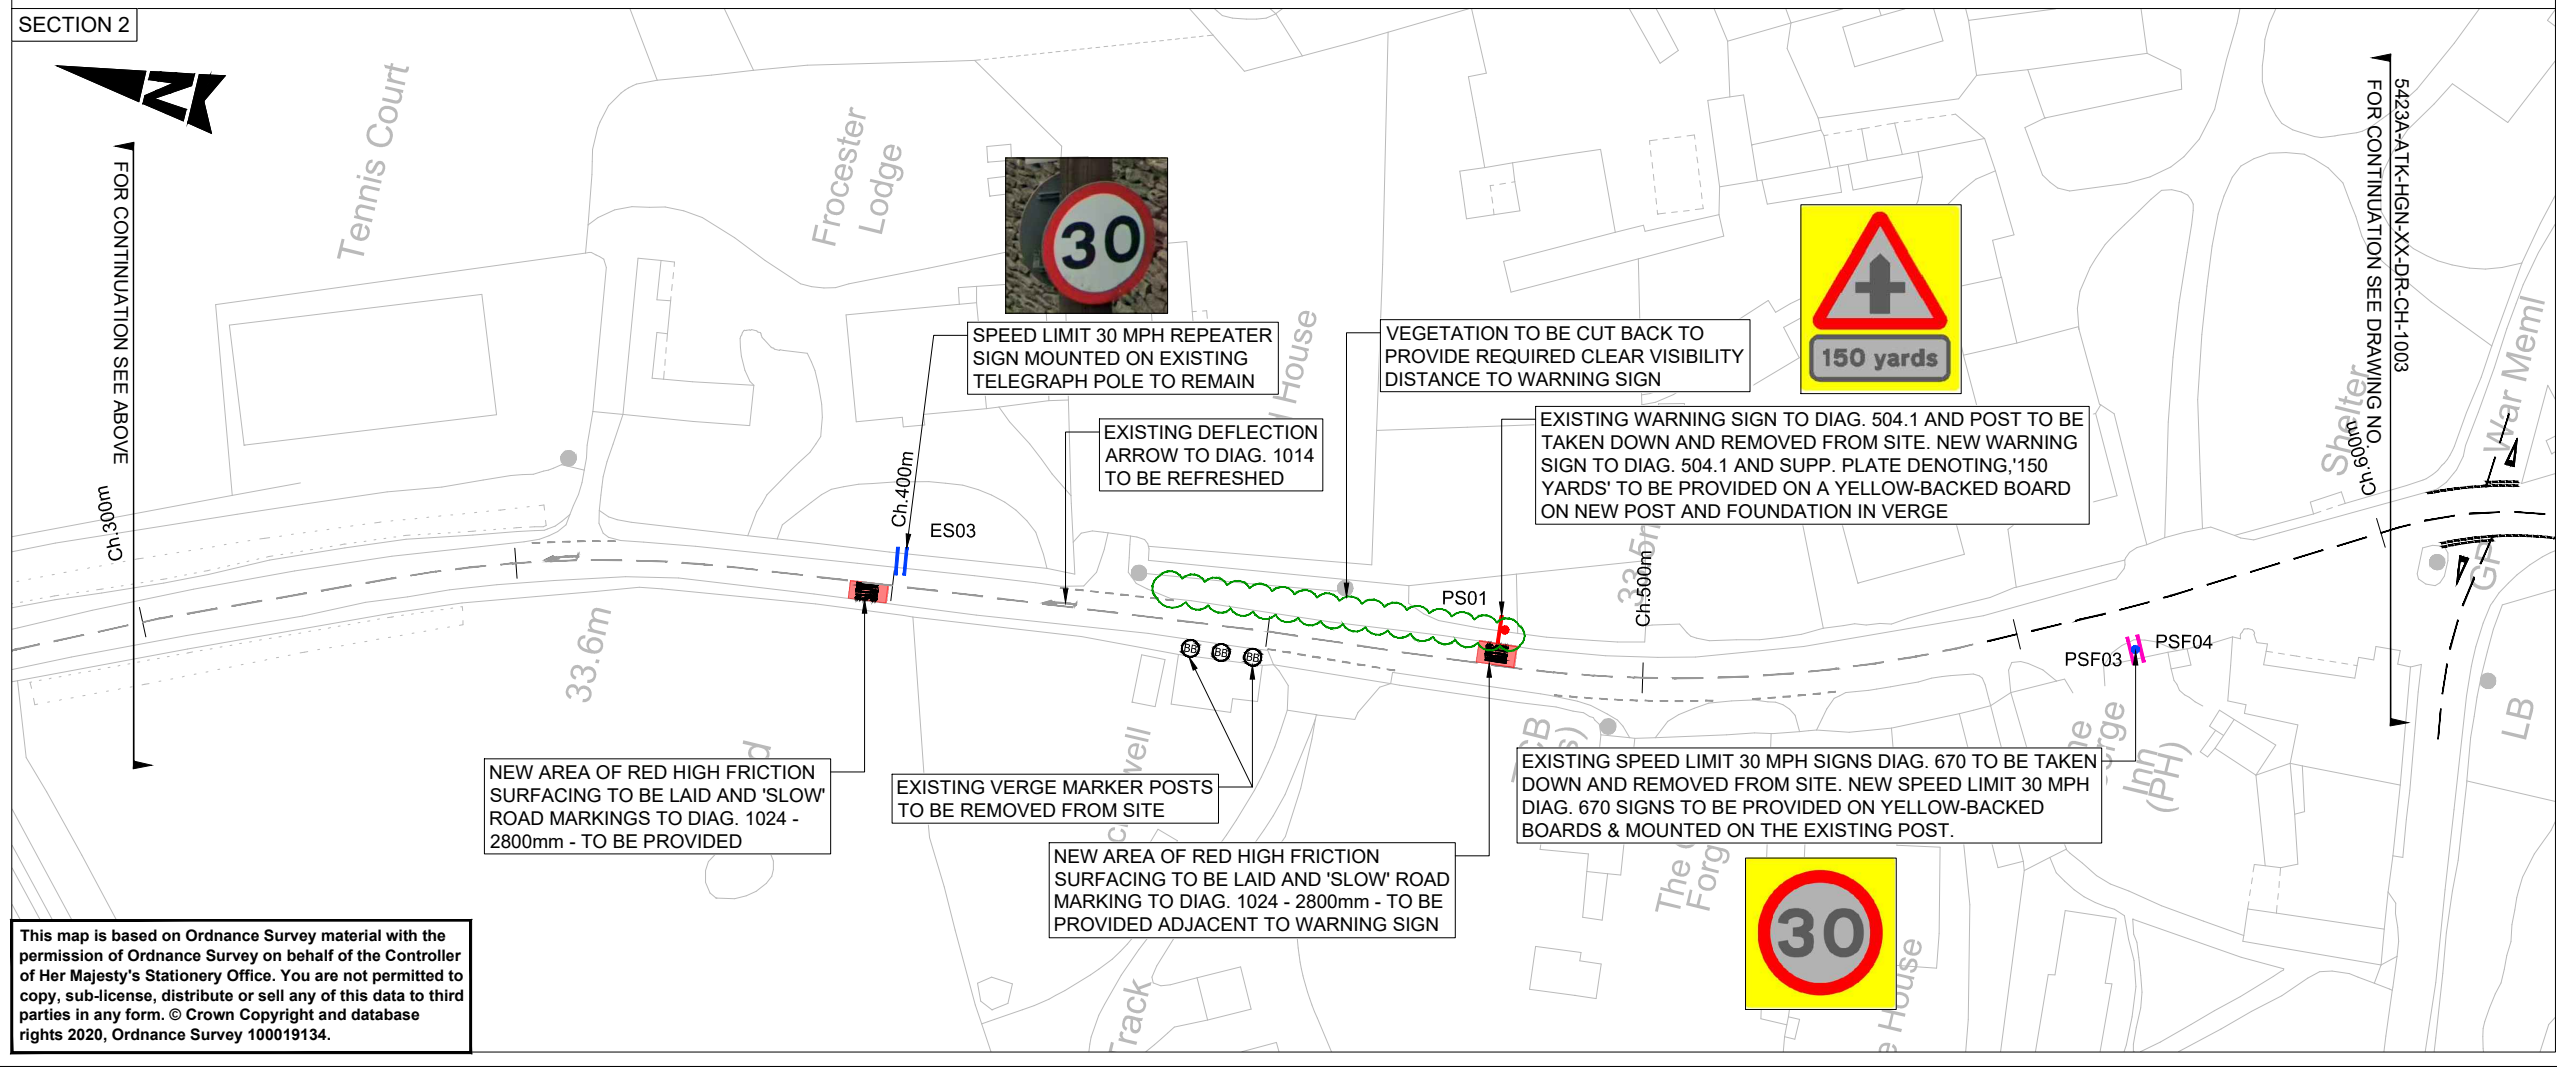 SECTION 2
N
FOR CONTINUATION SEE ABOVE
Ch.300m
Tennis Court
Frocester
Lodge
30
SPEED LIMIT 30 MPH REPEATER
SIGN MOUNTED ON EXISTING
TELEGRAPH POLE TO REMAIN
House
VEGETATION TO BE CUT BACK TO
PROVIDE REQUIRED CLEAR VISIBILITY
DISTANCE TO WARNING SIGN
150 yards
5423A-ATK-HGN-XX-DR-CH-1003
FOR CONTINUATION SEE DRAWING NO.
Ch.600m
Shelter
War Meml
EXISTING DEFLECTION
ARROW TO DIAG. 1014
TO BE REFRESHED
EXISTING WARNING SIGN TO DIAG. 504.1 AND POST TO BE
TAKEN DOWN AND REMOVED FROM SITE. NEW WARNING
SIGN TO DIAG. 504.1 AND SUPP. PLATE DENOTING,'150
YARDS' TO BE PROVIDED ON A YELLOW-BACKED BOARD
ON NEW POST AND FOUNDATION IN VERGE
Ch.400m
ES03
33.5m
Ch.500m
PS01
GP
33.6m
BB
BB
BB
PSF03
PSF04
LB
NEW AREA OF RED HIGH FRICTION
SURFACING TO BE LAID AND 'SLOW'
ROAD MARKINGS TO DIAG. 1024 -
2800mm - TO BE PROVIDED
EXISTING VERGE MARKER POSTS
TO BE REMOVED FROM SITE
EXISTING SPEED LIMIT 30 MPH SIGNS DIAG. 670 TO BE TAKEN
DOWN AND REMOVED FROM SITE. NEW SPEED LIMIT 30 MPH
DIAG. 670 SIGNS TO BE PROVIDED ON YELLOW-BACKED
BOARDS & MOUNTED ON THE EXISTING POST.
Inn
(PH)
NEW AREA OF RED HIGH FRICTION
SURFACING TO BE LAID AND 'SLOW' ROAD
MARKING TO DIAG. 1024 - 2800mm - TO BE
PROVIDED ADJACENT TO WARNING SIGN
The
30
House
Track
This map is based on Ordnance Survey material with the
permission of Ordnance Survey on behalf of the Controller
of Her Majesty's Stationery Office. You are not permitted to
copy, sub-license, distribute or sell any of this data to third
parties in any form. © Crown Copyright and database
rights 2020, Ordnance Survey 100019134.